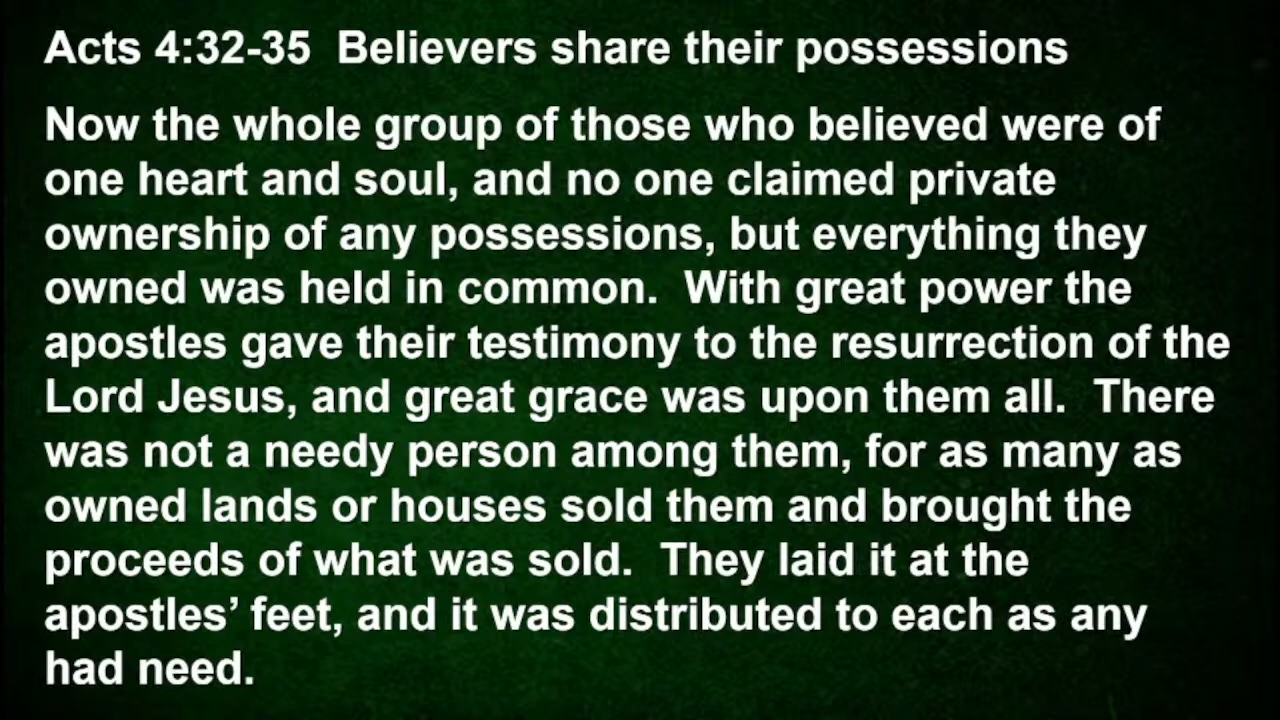 Acts 4:32-35  Believers share their possessions
Now the whole group of those who believed were of
one heart and soul, and no one claimed private
ownership of any possessions, but everything they
owned was held in common.  With great power the
apostles gave their testimony to the resurrection of the
Lord Jesus, and great grace was upon them all.  There
was not a needy person among them, for as many as
owned lands or houses sold them and brought the
proceeds of what was sold.  They laid it at the
apostles’ feet, and it was distributed to each as any
had need.